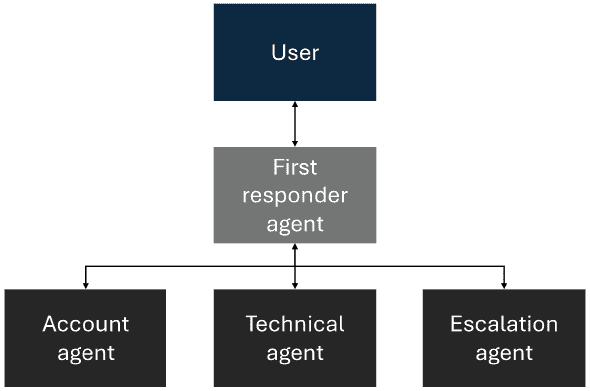 User
First
responder
agent
Account
agent
Technical
agent
Escalation
agent